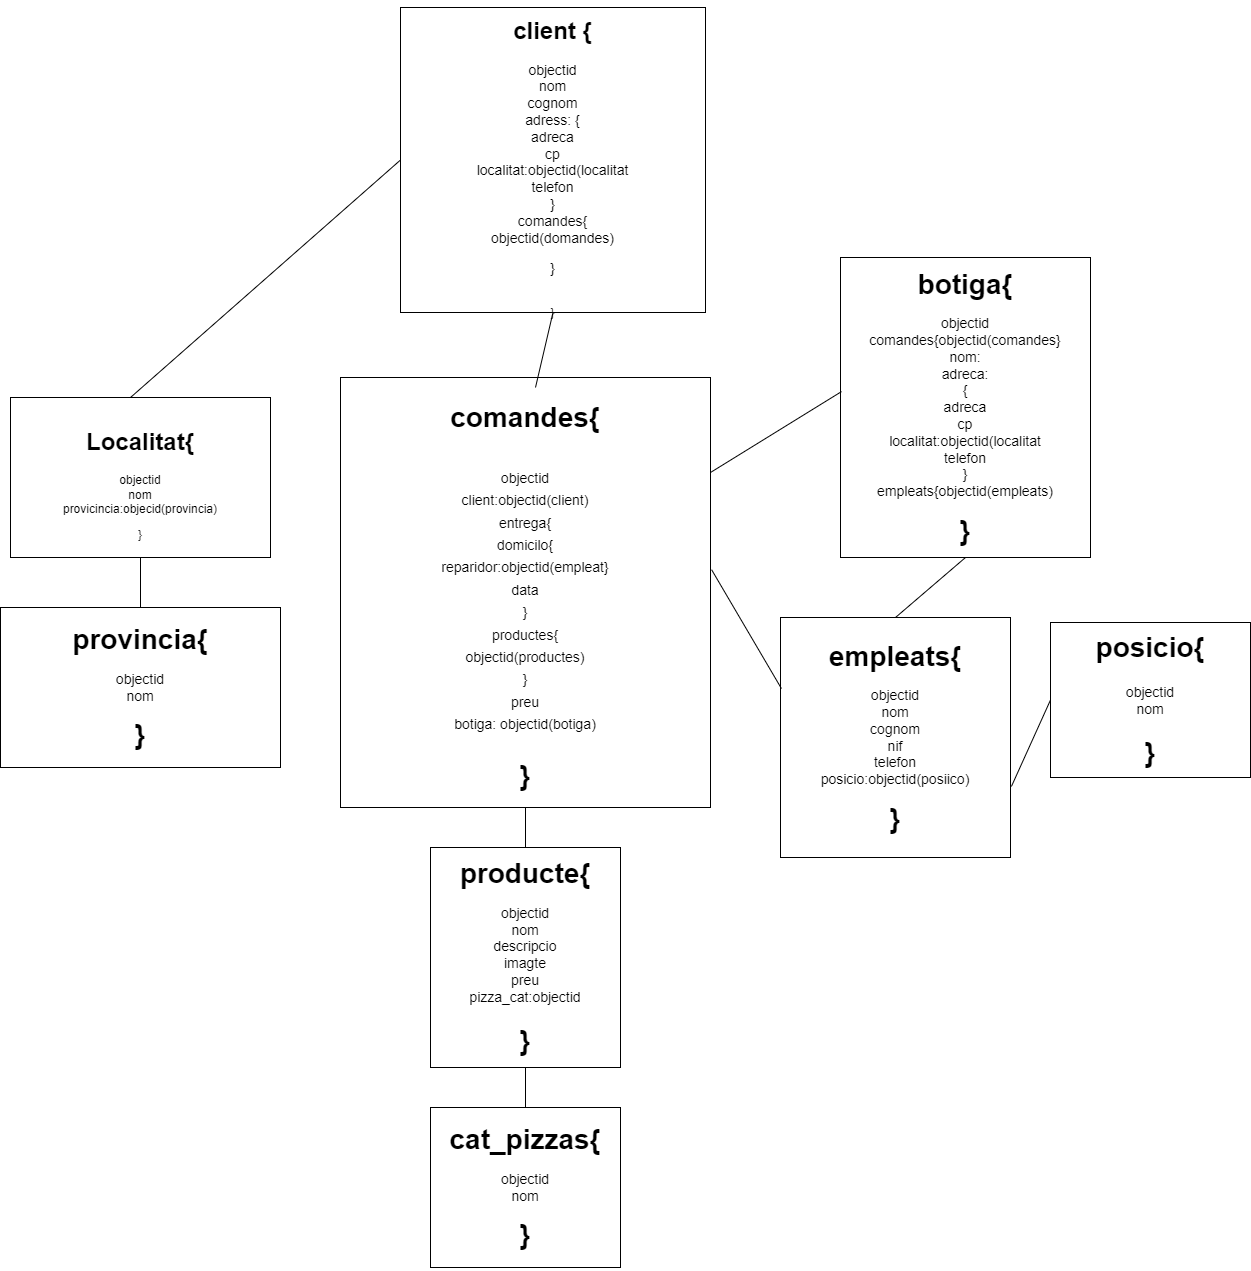 client {
objectid
nom
cognom
adress: {
adreca
cp
localitat:objectid(localitat
telefon
}
comandes{
objectid(domandes)
}
}
botiga{
objectid
comandes{objectid(comandes}
nom:
adreca:
{
adreca
cp
localitat:objectid(localitat
telefon
}
empleats{objectid(empleats)
}
Localitat{
objectid
nom
provicincia:objecid(provincia)
}
comandes{
objectid
client:objectid(client)
entrega{
domicilo{
reparidor:objectid(empleat}
data
}
productes{
objectid(productes)
}
preu
botiga: objectid(botiga)
}
provincia{
objectid
nom
}
empleats{
objectid
nom
cognom
nif
telefon
posicio:objectid(posiico)
}
posicio{
objectid
nom
}
producte{
objectid
nom
descripcio
imagte
preu
pizza_cat:objectid
}
cat_pizzas{
objectid
nom
}